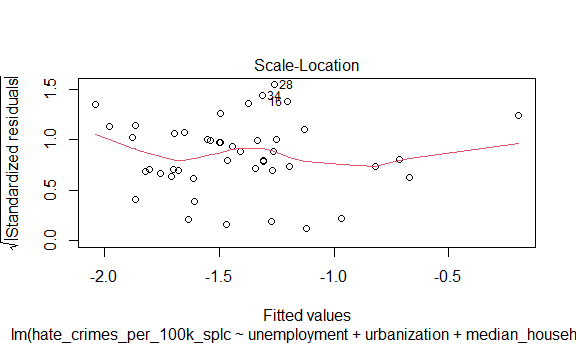 Scale-Location
√|Standardized residuals|
1.5
1.0
0.5
0.0
28
34
16
-2.0 -1.5 -1.0 -0.5
Fitted values
lm(hate_crimes_per_100k_splc ~ unemployment + urbanization + median_househ